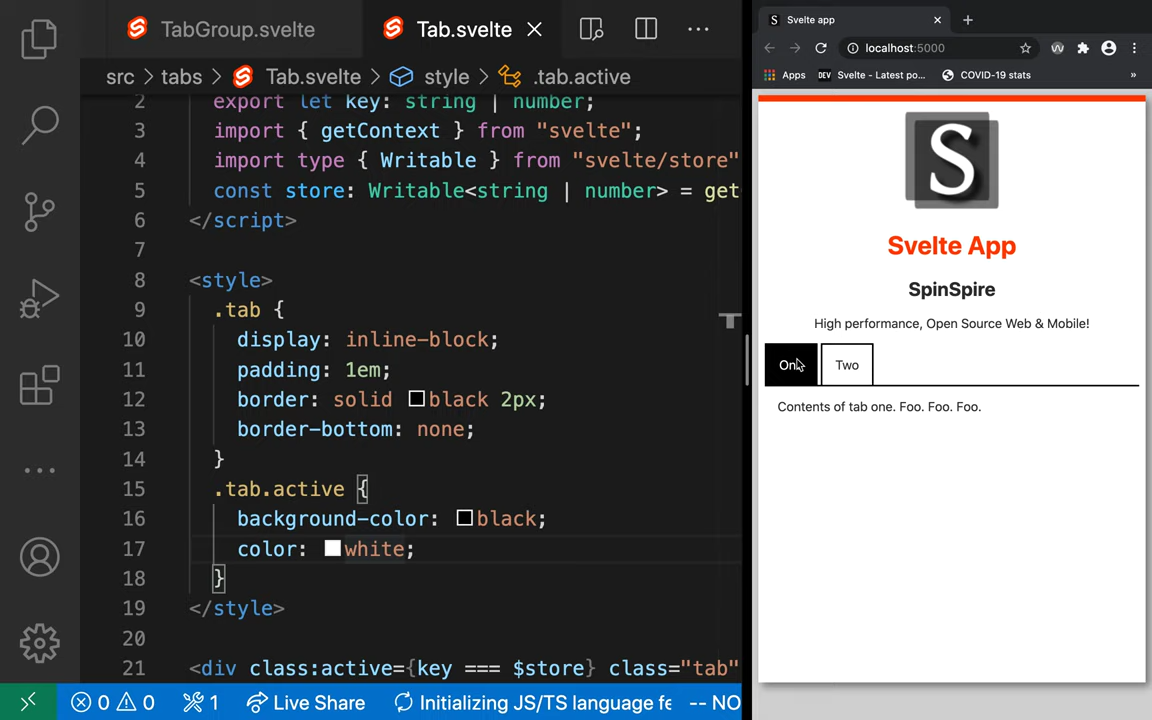 TabGroup.svelte
Tab.svelte
src > tabs > Tab.svelte > style > .tab.active
2 export let key: string | number;
3 import { getContext } from "svelte";
4 import type { Writable } from "svelte/store"
5 const store: Writable<string | number> = get
6 </script>
7
8 <style>
9 .tab {
10 display: inline-block;
11 padding: 1em;
12 border: solid black 2px;
13 border-bottom: none;
14 }
15 .tab.active {
16 background-color: black;
17 color: white;
18 }
19 </style>
20
21 <div class:active={key === $store} class="tab"
0 0 1 Live Share Initializing JS/TS language fe -- NO
S Svelte app
localhost:5000
Apps DEV Svelte - Latest po... COVID-19 stats »
S
Svelte App
SpinSpire
High performance, Open Source Web & Mobile!
One Two
Contents of tab one. Foo. Foo. Foo.